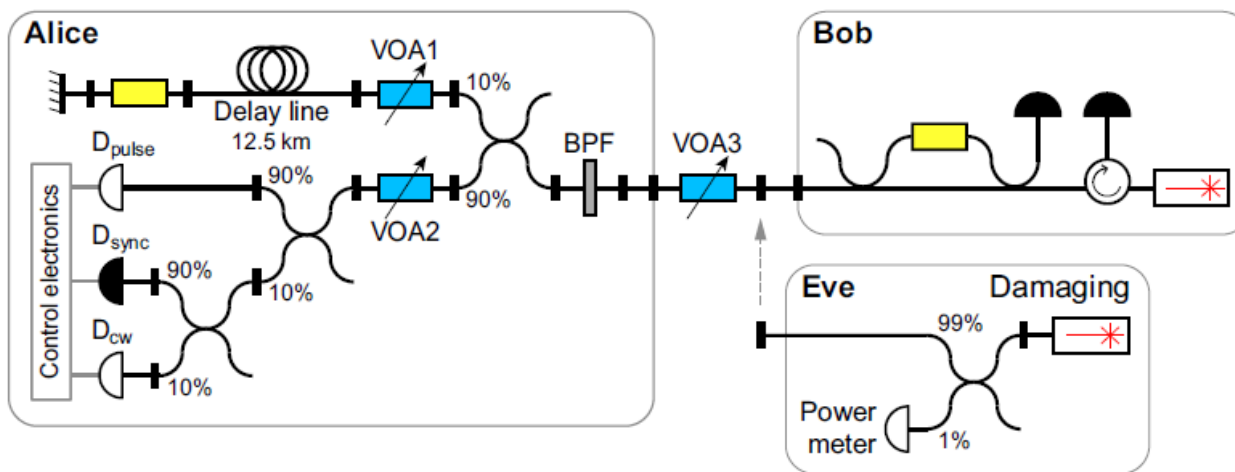 Alice
VOA1
10%
Delay line
12.5 km
Dpulse
90%
VOA2
90%
BPF
VOA3
Dsync
90%
10%
Dcw
10%
Control electronics
Bob
Eve
Damaging
99%
Power
meter
1%